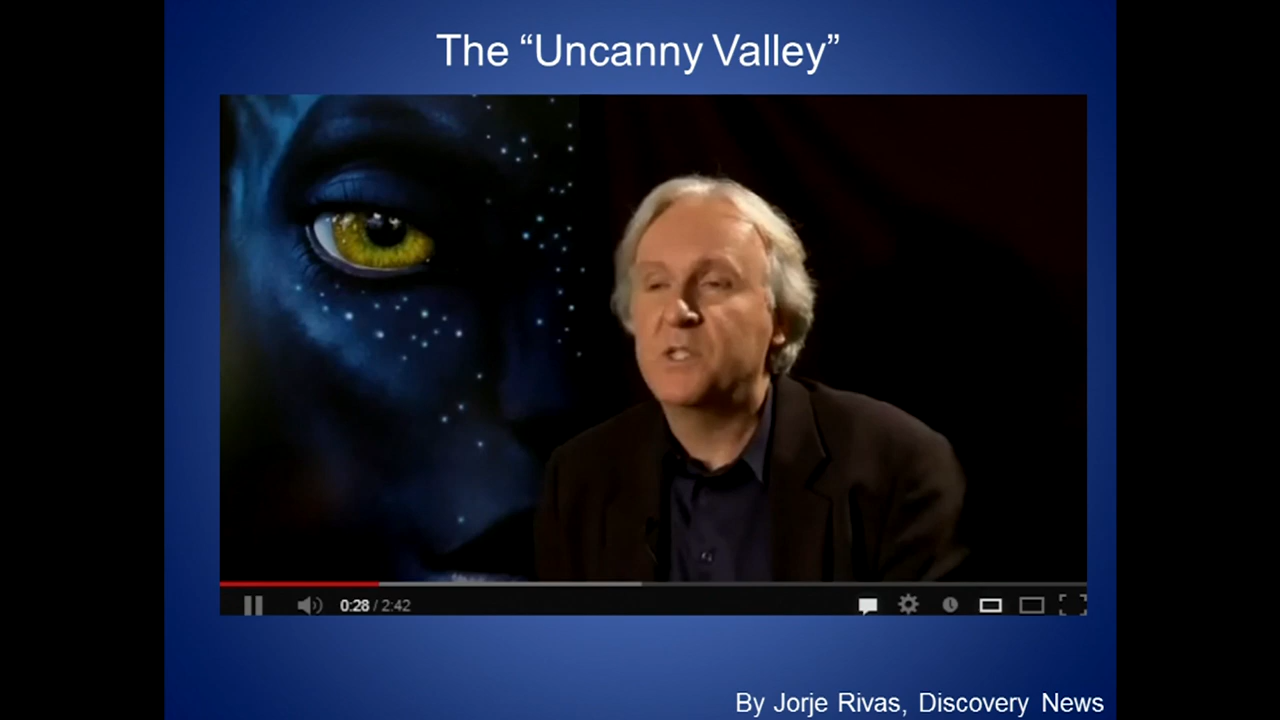 The “Uncanny Valley”
0:28 / 2:42
By Jorje Rivas, Discovery News